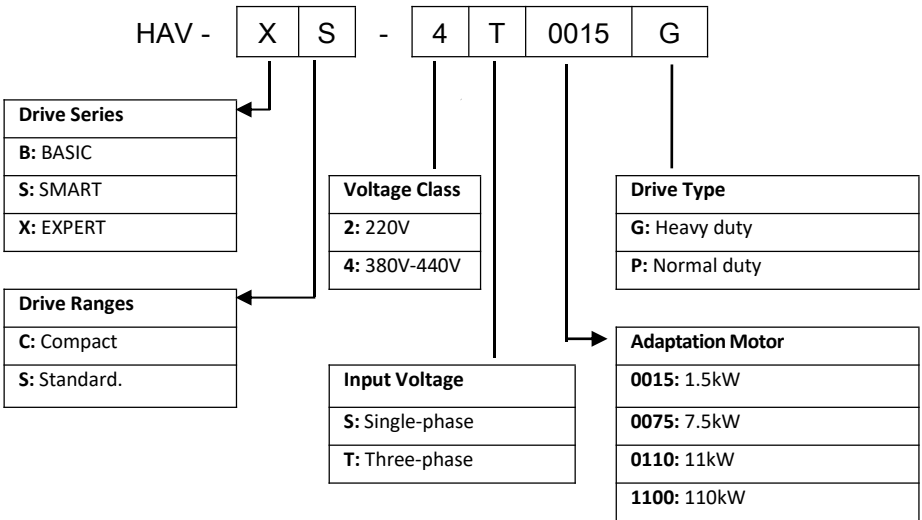 HAV - X S - 4 T 0015 G
Drive Series
B: BASIC
S: SMART
X: EXPERT
Drive Ranges
C: Compact
S: Standard.
Voltage Class
2: 220V
4: 380V-440V
Input Voltage
S: Single-phase
T: Three-phase
Drive Type
G: Heavy duty
P: Normal duty
Adaptation Motor
0015: 1.5kW
0075: 7.5kW
0110: 11kW
1100: 110kW